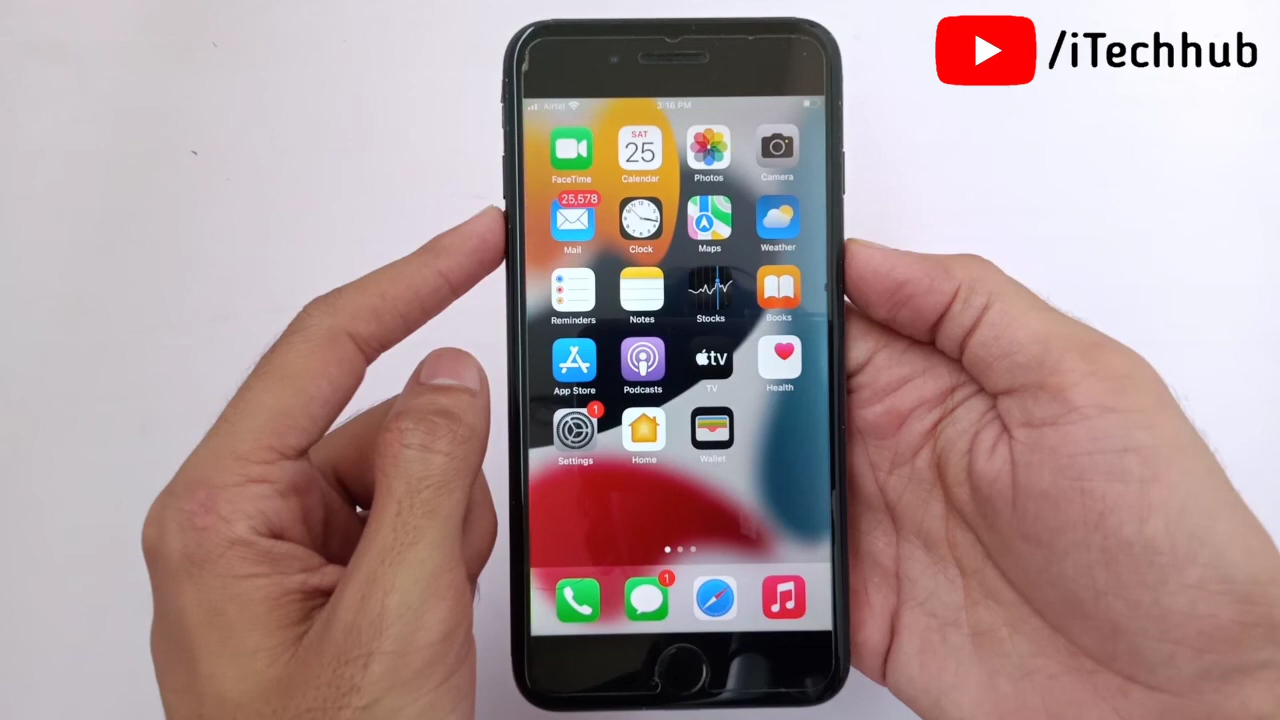 /iTechhub
Airtel 3:16 PM
SAT
25
FaceTime Calendar Photos Camera
25,578
Mail Clock Maps Weather
Reminders Notes Stocks Books
tv
App Store Podcasts TV Health
1
Settings Home Wallet
1